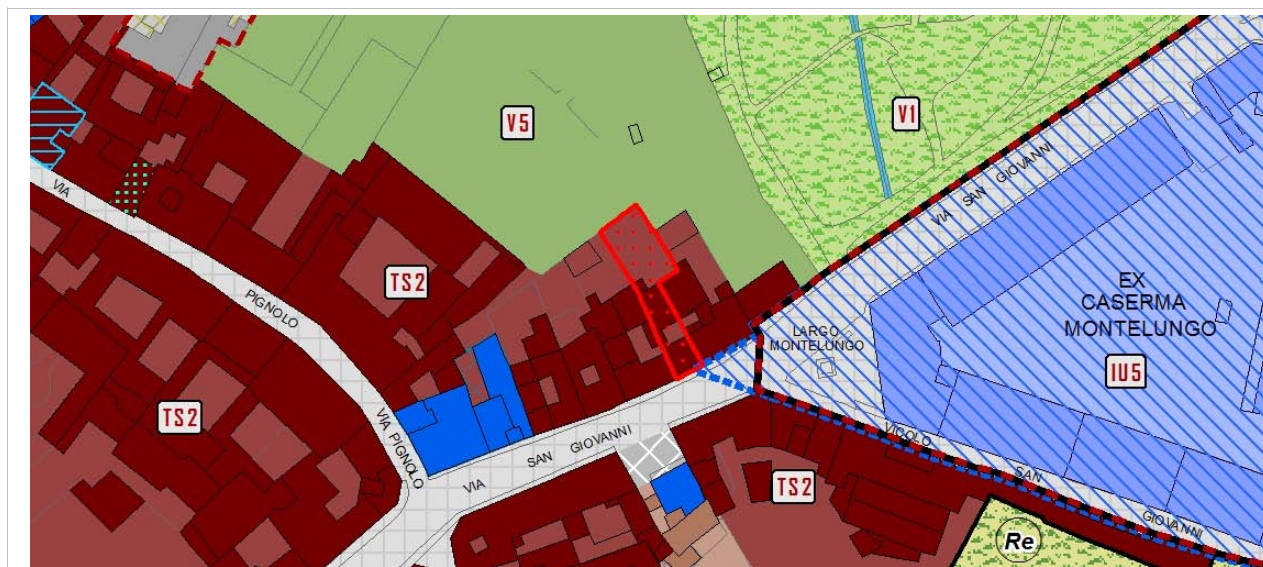 V5
V1
VIA SAN GIOVANNI
VIA
PIGNOLO
TS2
LARGO
MONTELUNGO
EX
CASERMA
MONTELUNGO
IU5
TS2
VIA PIGNOLO
VIA
SAN GIOVANNI
VICOLO
SAN
GIOVANNI
TS2
Re